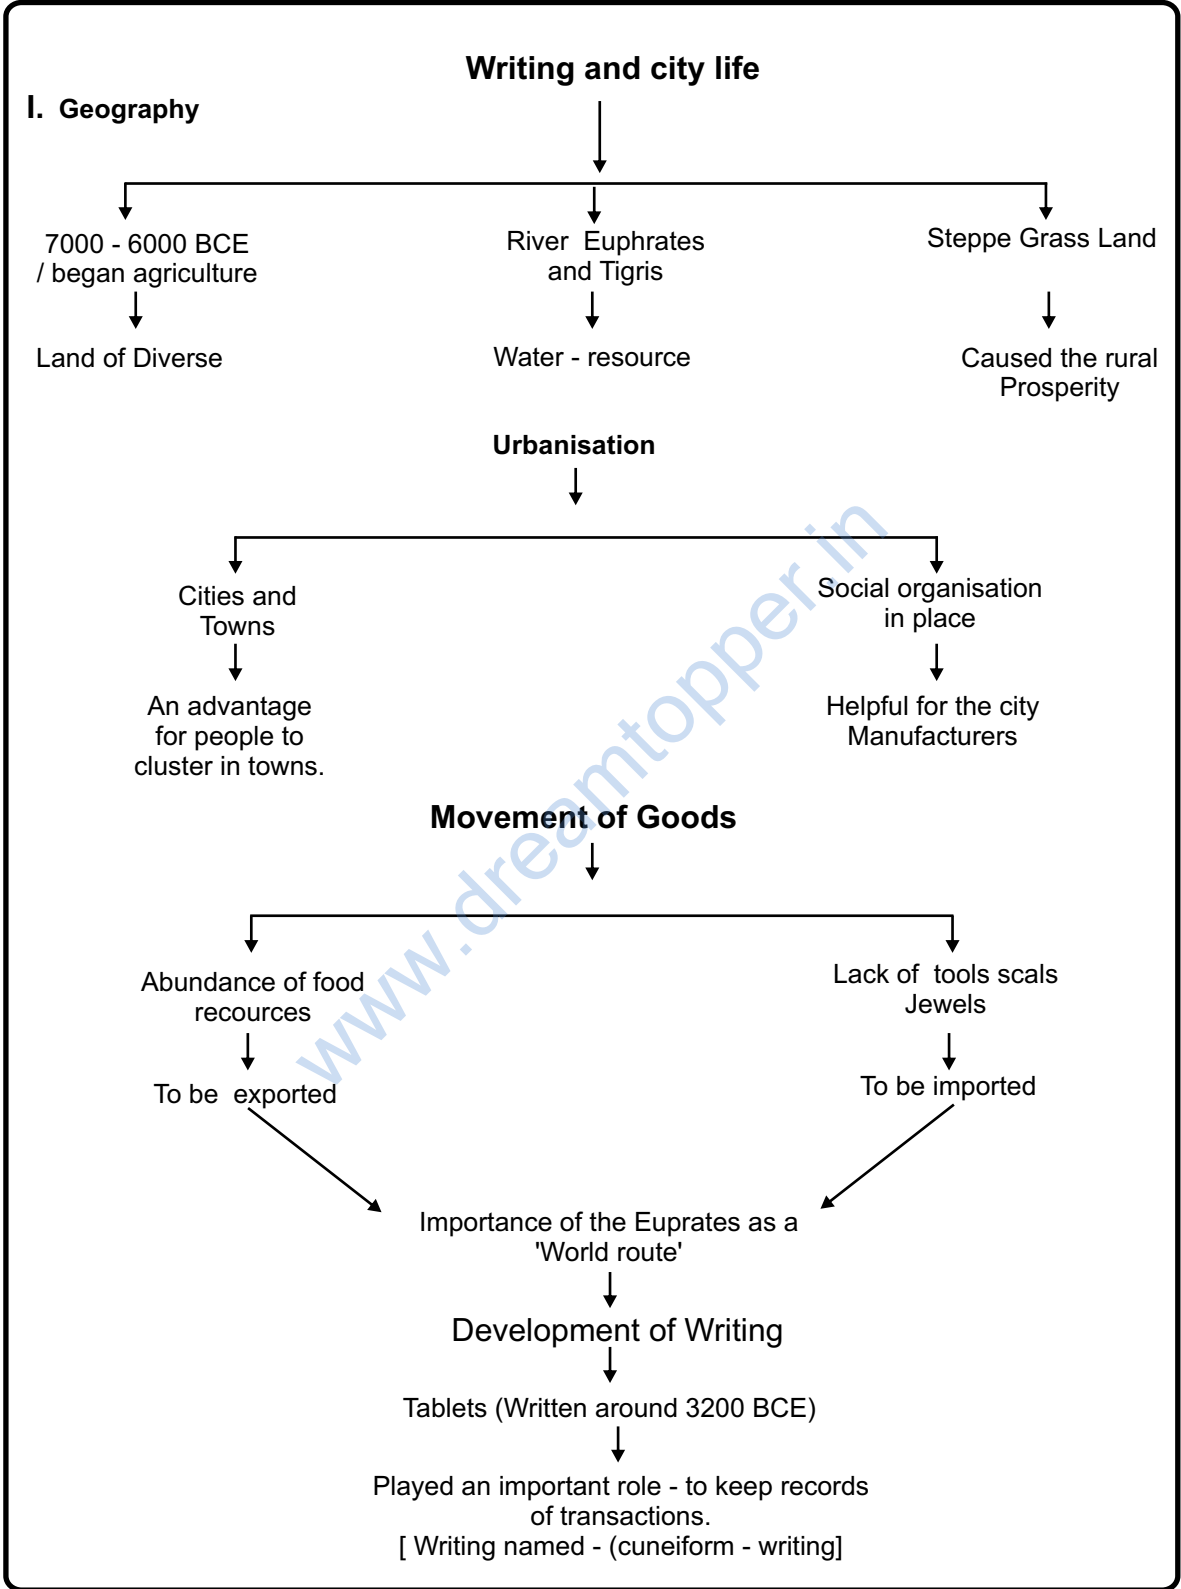 Writing and city life
I. Geography
7000 - 6000 BCE
/ began agriculture
River Euphrates
and Tigris
Steppe Grass Land
Land of Diverse
Water - resource
Caused the rural
Prosperity
Urbanisation
Cities and
Towns
Social organisation
in place
An advantage
for people to
cluster in towns.
Helpful for the city
Manufacturers
Movement of Goods
Abundance of food
recources
Lack of tools scals
Jewels
To be exported
To be imported
Importance of the Euprates as a
'World route'
Development of Writing
Tablets (Written around 3200 BCE)
Played an important role - to keep records
of transactions.
[ Writing named - (cuneiform - writing]
www.dreamtopper.in